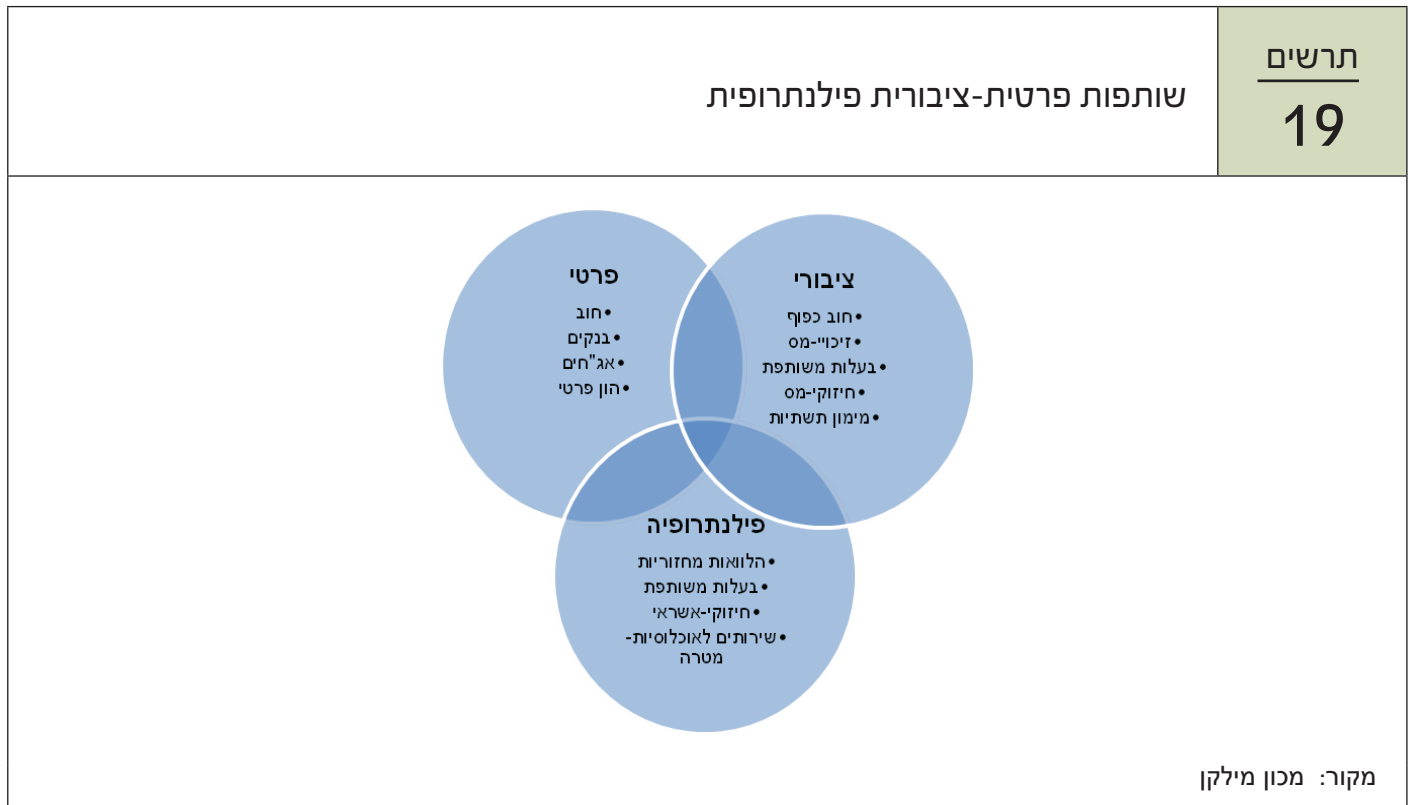 תרשים
19
שותפות פרטית-ציבורית פילנתרופית
ציבורי
•חוב כפוף
•זיכויי-מס
•בעלות משותפת
•חיזוקי-מס
•מימון תשתיות
פרטי
•חוב
•בנקים
•אג"חים
•הון פרטי
פילנתרופיה
•הלוואות מחזוריות
•בעלות משותפת
•חיזוקי-אשראי
•שירותים לאוכלוסיות-
מטרה
מקור: מכון מילקן